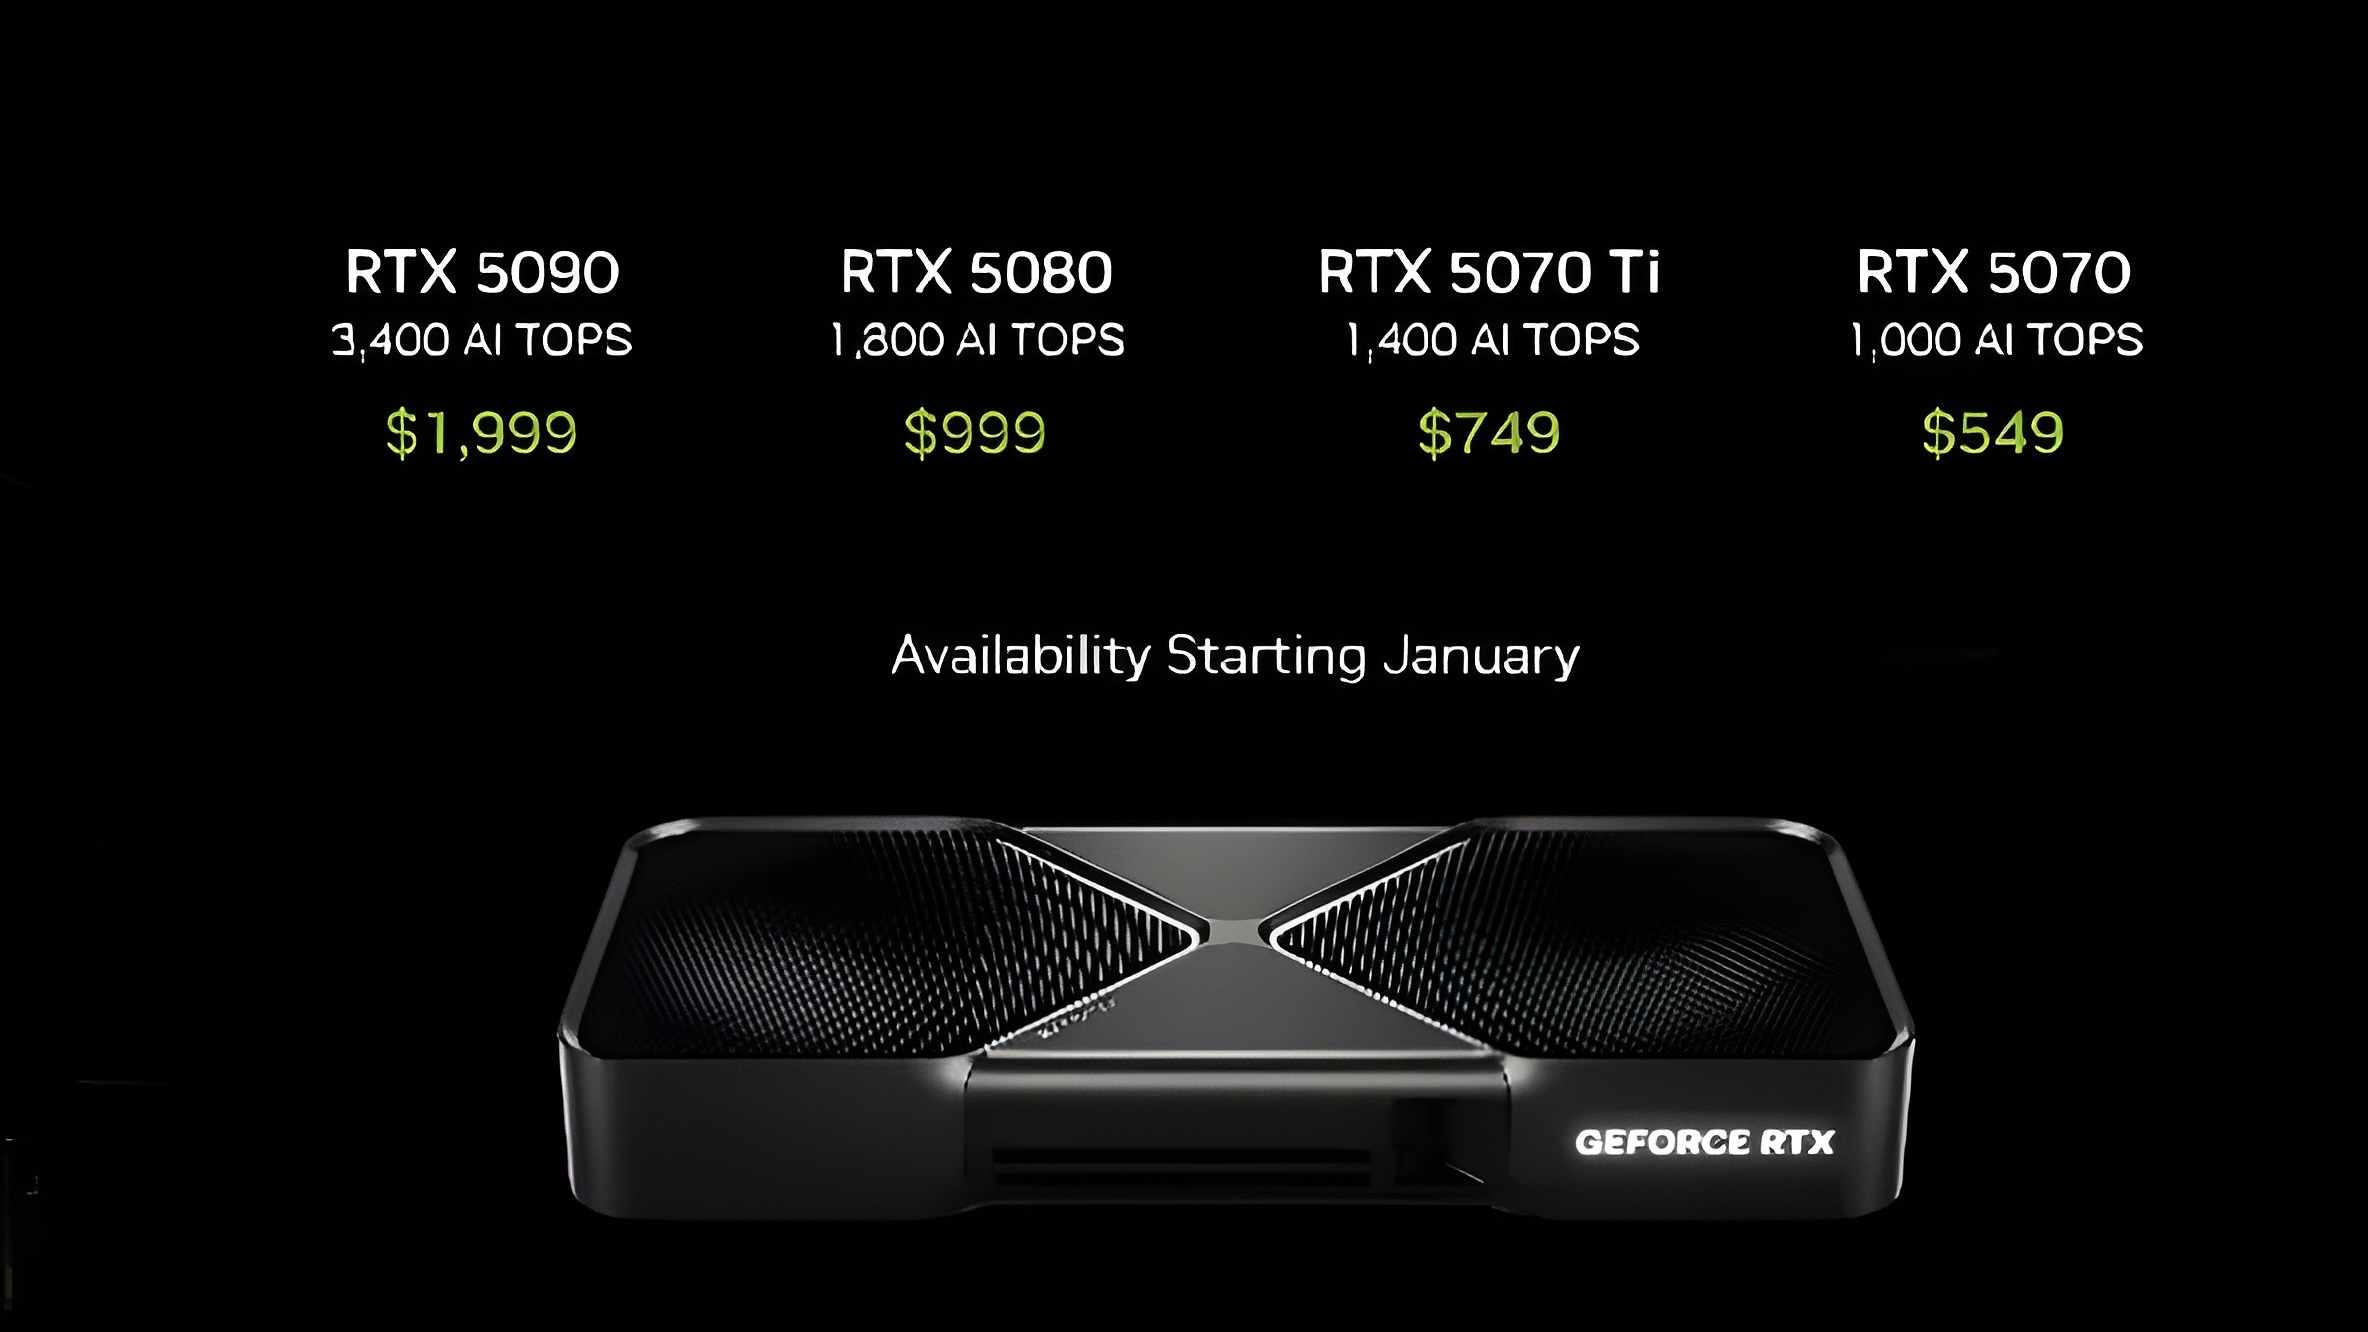 RTX 5090
3,400 AI TOPS
$1,999
RTX 5080
1,800 AI TOPS
$999
RTX 5070 Ti
1,400 AI TOPS
$749
RTX 5070
1,000 AI TOPS
$549
Availability Starting January
GEFORCE RTX